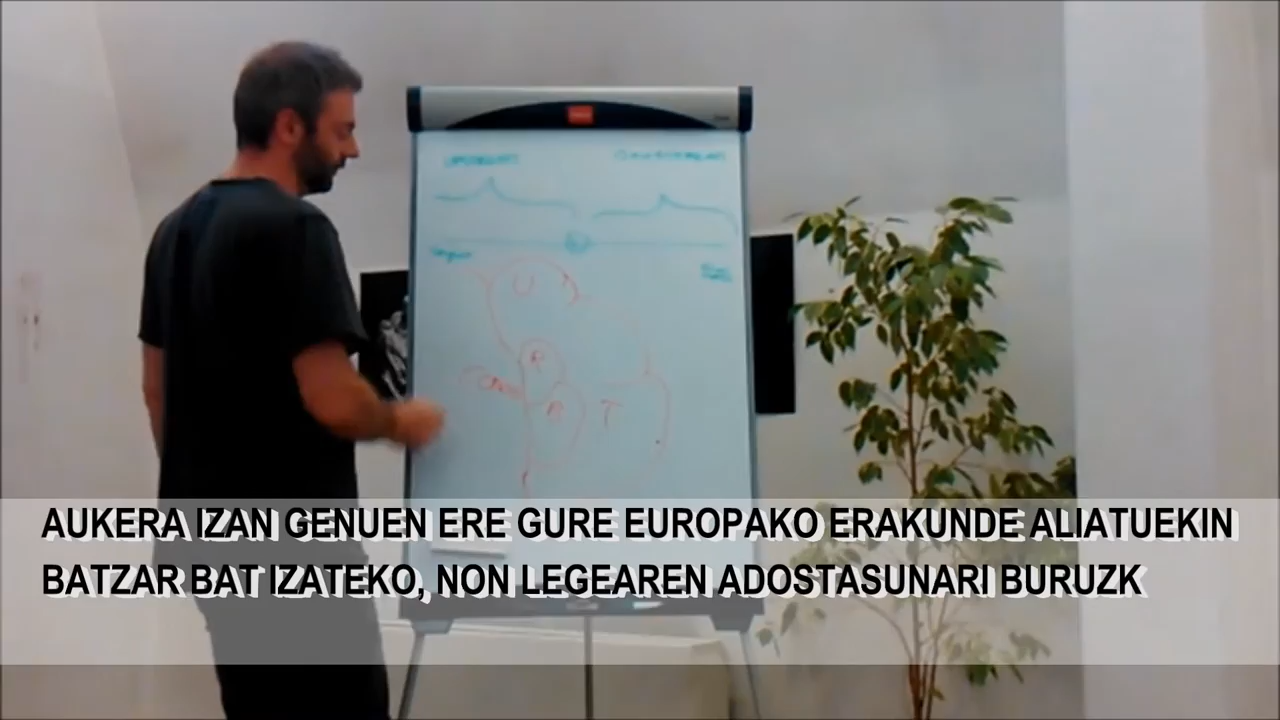 U
R
R
T
AUKERA IZAN GENUEN ERE GURE EUROPAKO ERAKUNDE ALIATUEKIN
BATZAR BAT IZATEKO, NON LEGEAREN ADOSTASUNARI BURUZK